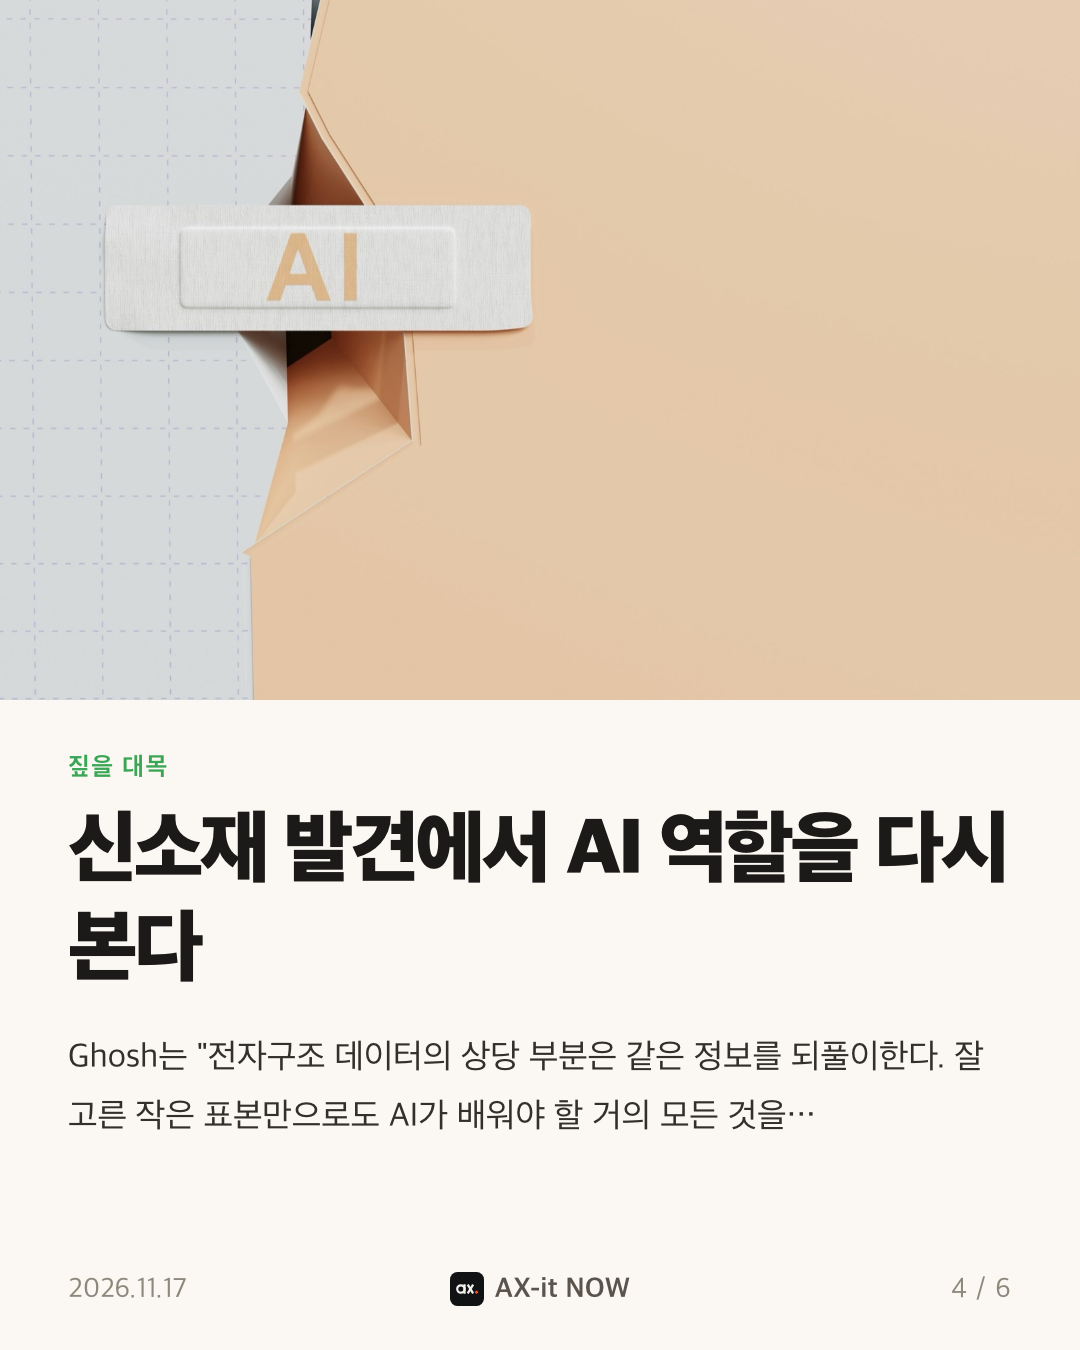 AI
짚을 대목
신소재 발견에서 AI 역할을 다시
본다
Ghosh는 "전자구조 데이터의 상당 부분은 같은 정보를 되풀이한다. 잘
고른 작은 표본만으로도 AI가 배워야 할 거의 모든 것을…
2026.11.17
ax. AX-it NOW
4 / 6